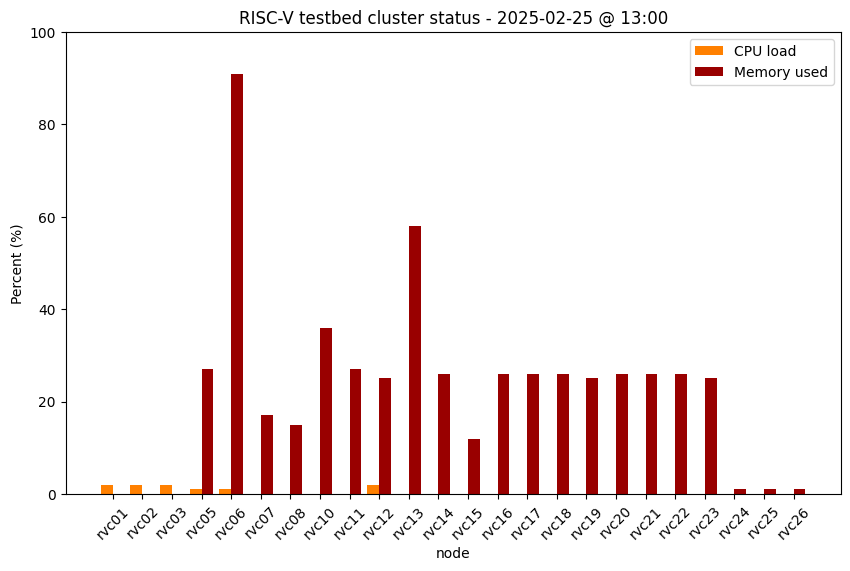 RISC-V testbed cluster status - 2025-02-25 @ 13:00
CPU load
Memory used
Percent (%)
100
80
60
40
20
0
rvc01 rvc02 rvc03 rvc05 rvc06 rvc07 rvc08 rvc10 rvc11 rvc12 rvc13 rvc14 rvc15 rvc16 rvc17 rvc18 rvc19 rvc20 rvc21 rvc22 rvc23 rvc24 rvc25 rvc26
node